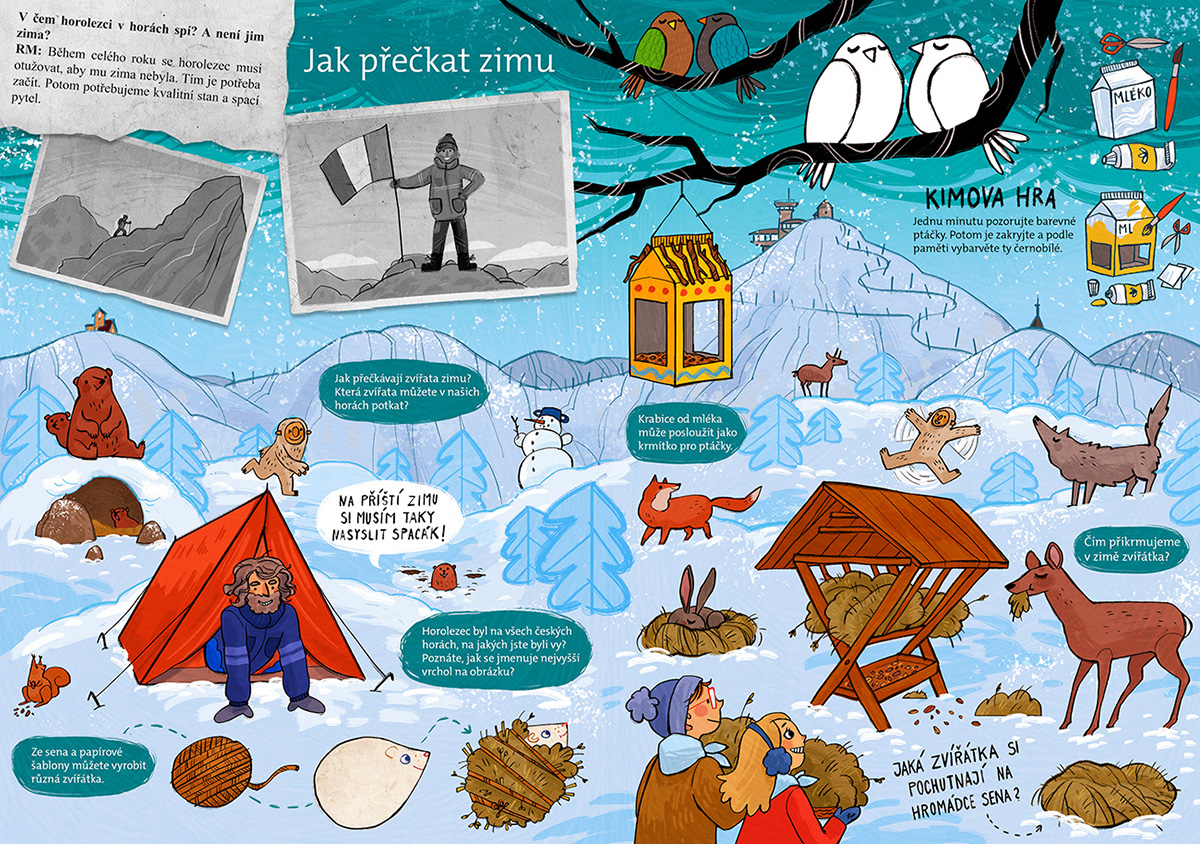 V čem horolezci v horách spí? A není jim
zima?
RM: Během celého roku se horolezec musí
otužovat, aby mu zima nebyla. Tím je potřeba
začít. Potom potřebujeme kvalitní stan a spací
pytel.
Jak přečkat zimu
MLÉKO
KIMOVA HRA
Jednu minutu pozorujte barevné
ptáčky. Potom je zakryjte a podle
paměti vybarvěte ty černobílé.
ML
Jak přečkávají zvířata zimu?
Která zvířata můžete v našich
horách potkat?
Krabice od mléka
může posloužit jako
krmítko pro ptáčky.
NA PŘÍŠTÍ ZIMU
SI MUSÍM TAKY
NASYSLIT SPACÁK!
Čím přikrmujeme
v zimě zvířátka?
Horolezec byl na všech českých
horách, na jakých jste byli vy?
Poznáte, jak se jmenuje nejvyšší
vrchol na obrázku?
Ze sena a papírové
šablony můžete vyrobit
různá zvířátka.
JAKÁ ZVÍŘÁTKA SI
POCHUTNAJÍ NA
HROMÁDCE SENA?